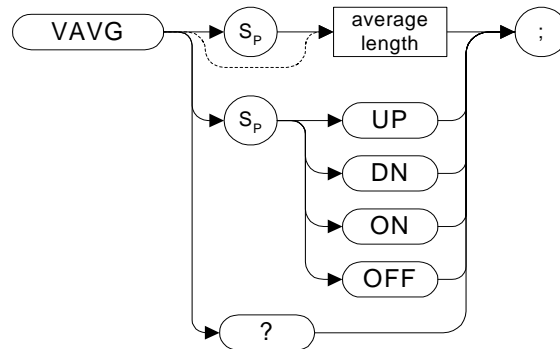 VAVG
SP
average
length
;
SP
UP
DN
ON
OFF
?